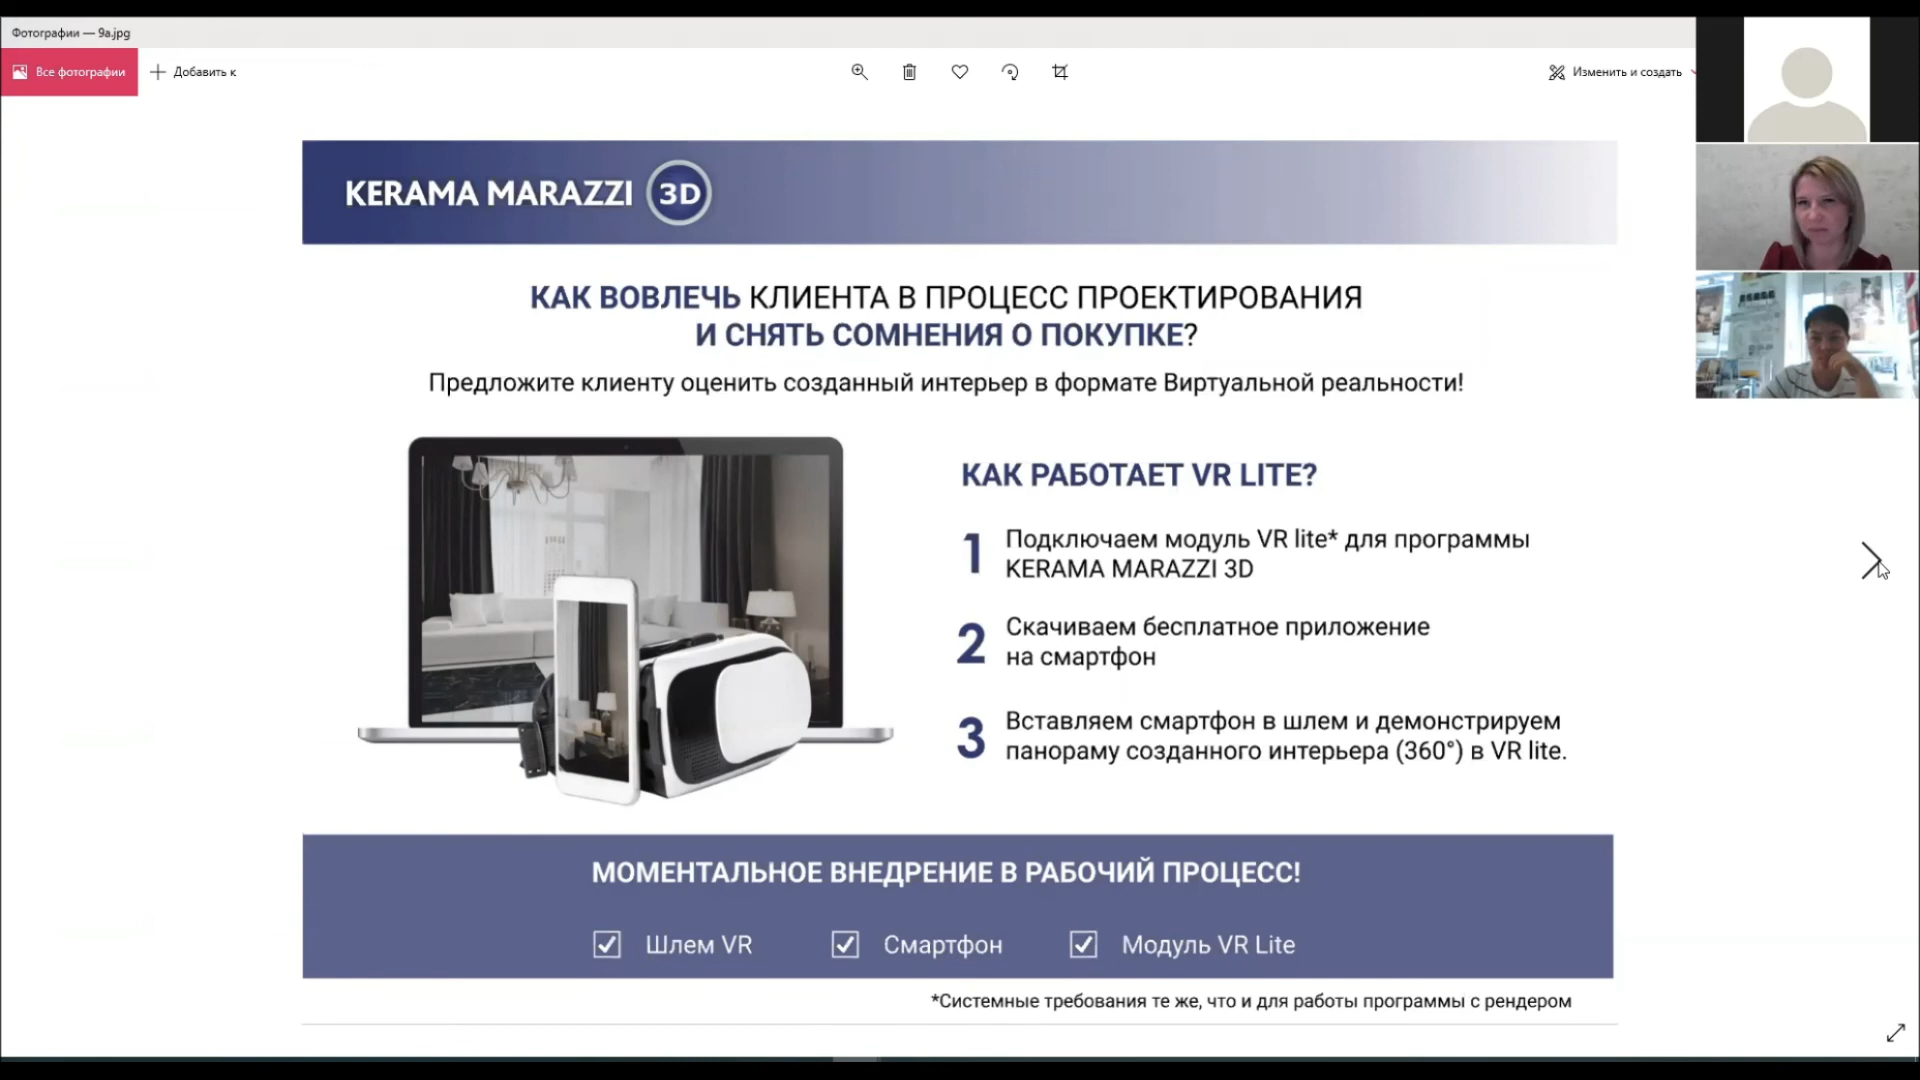 Фотографии — 9a.jpg
Все фотографии
Добавить к
Изменить и создать
KERAMA MARAZZI 3D
КАК ВОВЛЕЧЬ КЛИЕНТА В ПРОЦЕСС ПРОЕКТИРОВАНИЯ
И СНЯТЬ СОМНЕНИЯ О ПОКУПКЕ?
Предложите клиенту оценить созданный интерьер в формате Виртуальной реальности!
КАК РАБОТАЕТ VR LITE?
1 Подключаем модуль VR lite* для программы
KERAMA MARAZZI 3D
2 Скачиваем бесплатное приложение
на смартфон
3 Вставляем смартфон в шлем и демонстрируем
панораму созданного интерьера (360°) в VR lite.
МОМЕНТАЛЬНОЕ ВНЕДРЕНИЕ В РАБОЧИЙ ПРОЦЕСС!
Шлем VR
Смартфон
Модуль VR Lite
*Системные требования те же, что и для работы программы с рендером